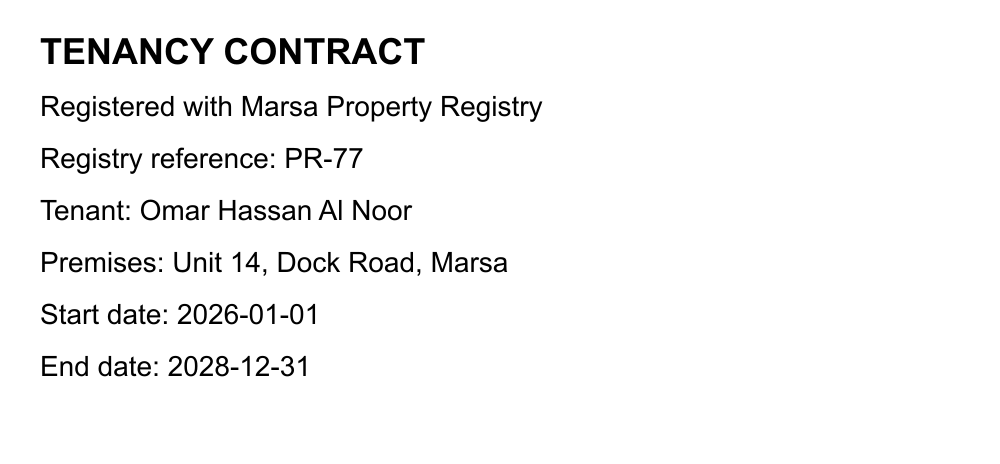 TENANCY CONTRACT
Registered with Marsa Property Registry
Registry reference: PR-77
Tenant: Omar Hassan Al Noor
Premises: Unit 14, Dock Road, Marsa
Start date: 2026-01-01
End date: 2028-12-31